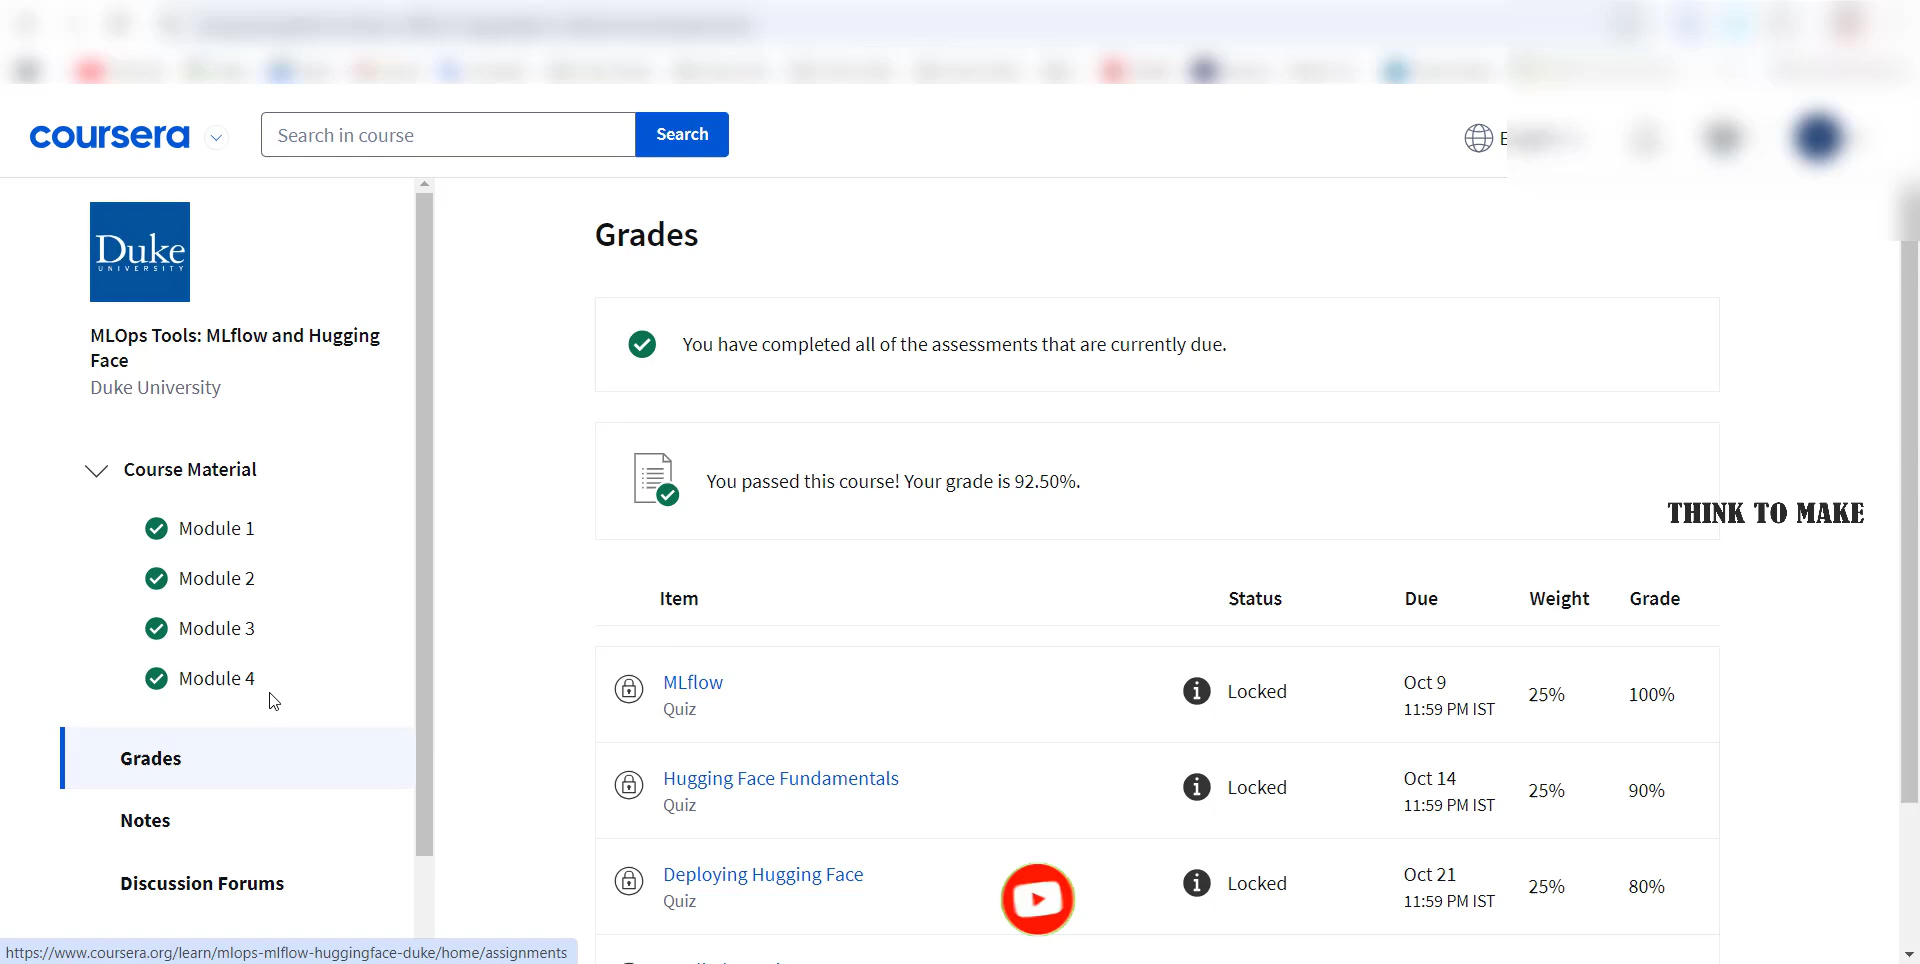 coursera
Search in course
Search
Duke
UNIVERSITY
MLOps Tools: MLflow and Hugging
Face
Duke University
Course Material
Module 1
Module 2
Module 3
Module 4
Grades
Notes
Discussion Forums
https://www.coursera.org/learn/mlops-mlflow-huggingface-duke/home/assignments
Grades
You have completed all of the assessments that are currently due.
You passed this course! Your grade is 92.50%.
THINK TO MAKE
Item Status Due Weight Grade
MLflow
Quiz
Locked
Oct 9
11:59 PM IST
25%
100%
Hugging Face Fundamentals
Quiz
Locked
Oct 14
11:59 PM IST
25%
90%
Deploying Hugging Face
Quiz
Locked
Oct 21
11:59 PM IST
25%
80%